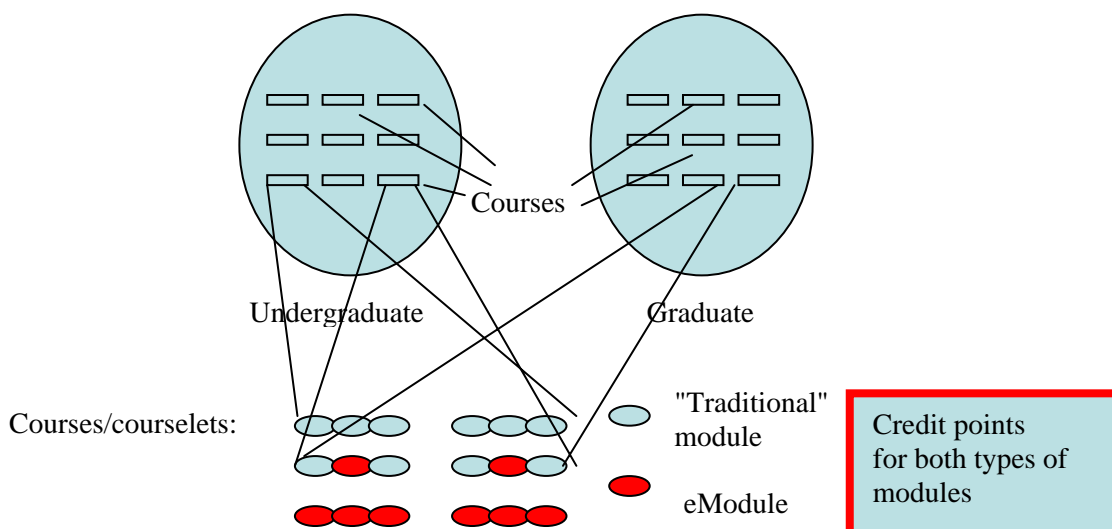 Courses
Undergraduate
Graduate
Courses/courselets:
"Traditional"
module
eModule
Credit points
for both types of
modules